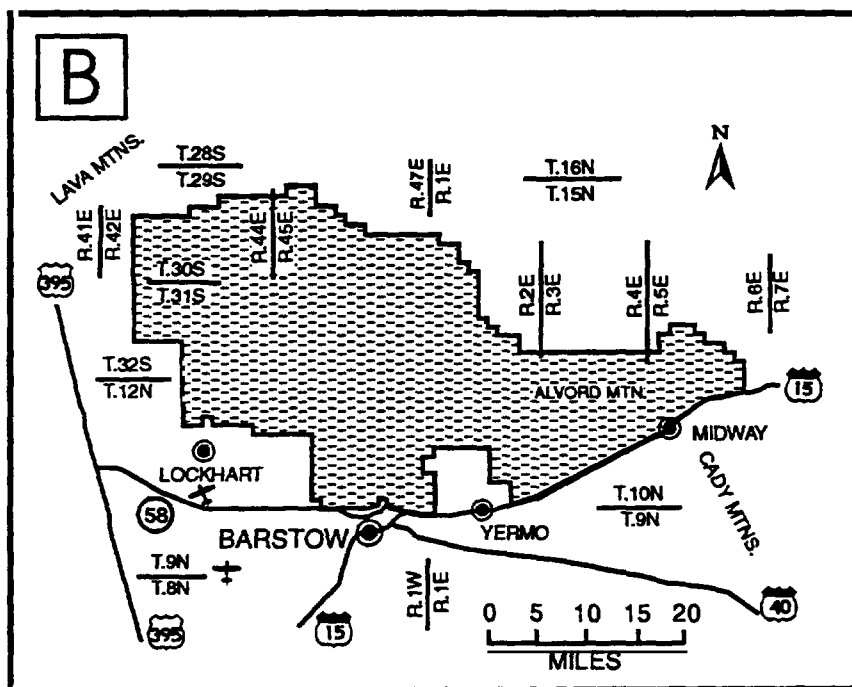 B
LAVA MTNS.
T.28S
T.29S
R.47E
R.1E
T.16N
T.15N
N
R.41E
R.42E
R.44E
R.45E
395
T.30S
T.31S
R.2E
R.3E
R.4E
R.5E
R.6E
R.7E
T.32S
T.12N
ALVORD MTN.
15
MIDWAY
LOCKHART
CADY MTNS.
58
T.10N
T.9N
BARSTOW
YERMO
T.9N
T.8N
R.1W
R.1E
395
15
40
0 5 10 15 20
MILES